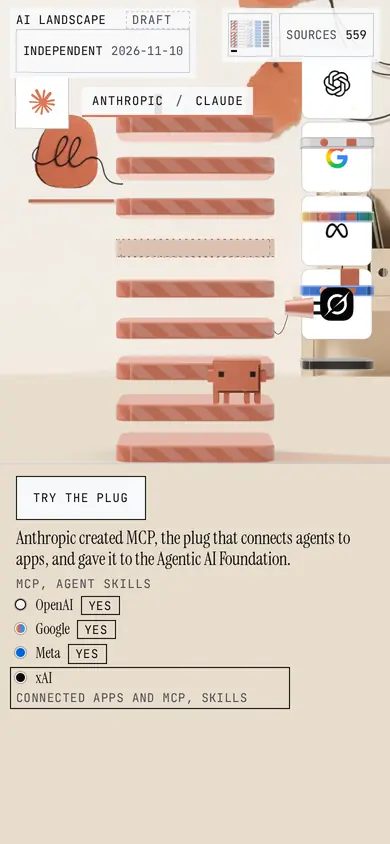 AI LANDSCAPE DRAFT
INDEPENDENT 2026-11-10
SOURCES 559
ANTHROPIC / CLAUDE
TRY THE PLUG
Anthropic created MCP, the plug that connects agents to
apps, and gave it to the Agentic AI Foundation.
MCP, AGENT SKILLS
OpenAI YES
Google YES
Meta YES
xAI
CONNECTED APPS AND MCP, SKILLS